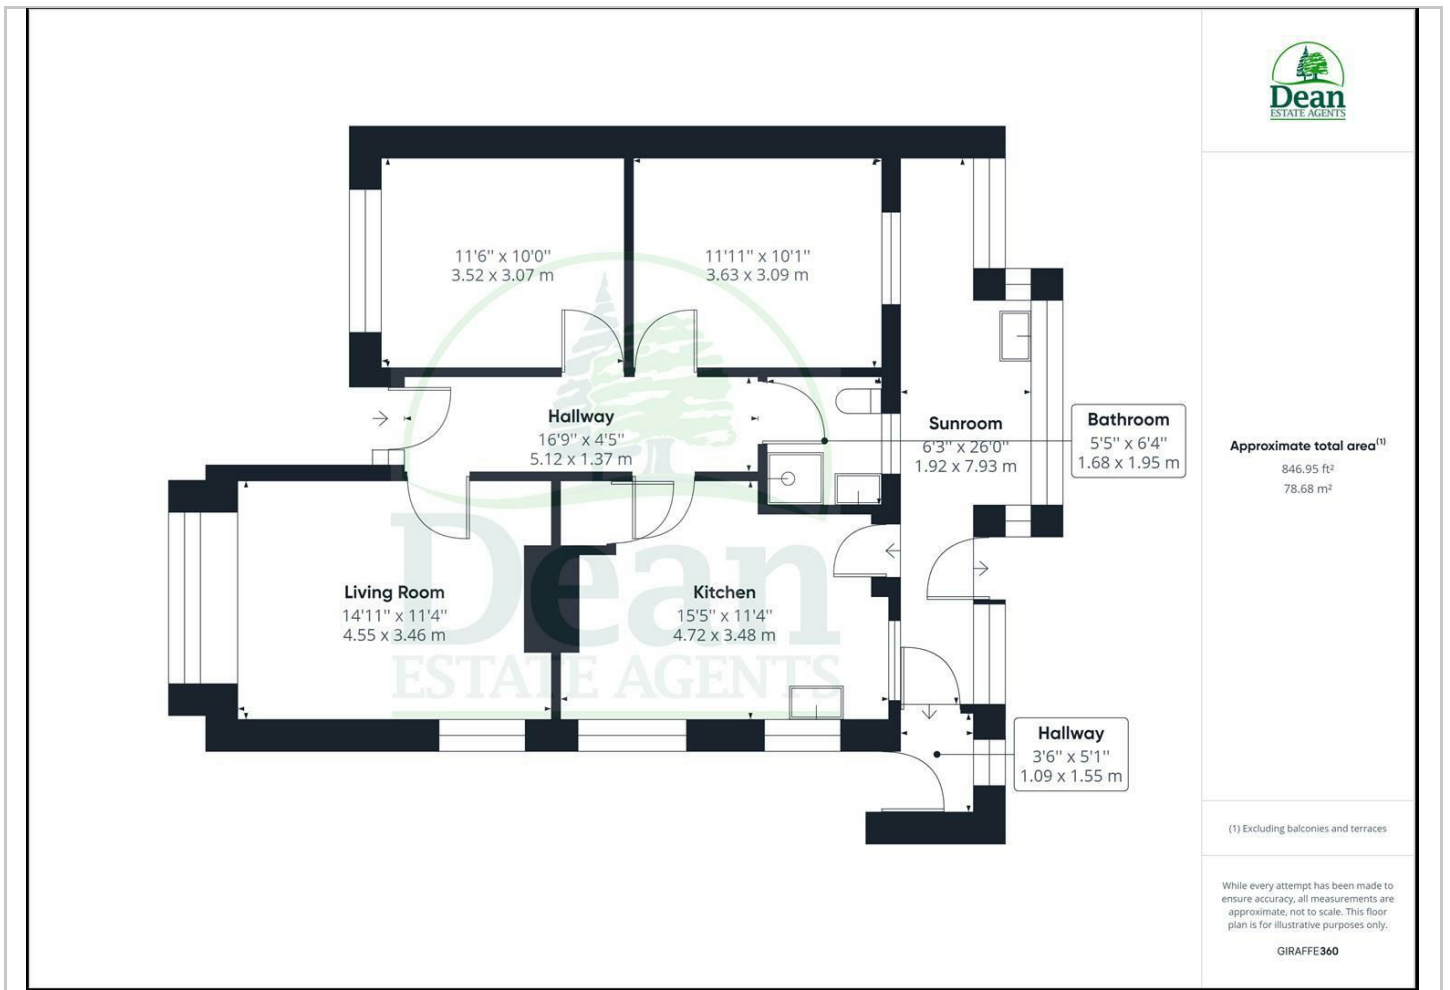 11'6" x 10'0"
3.52 x 3.07 m
11'11" x 10'1"
3.63 x 3.09 m
Hallway
16'9" x 4'5"
5.12 x 1.37 m
Sunroom
6'3" x 26'0"
1.92 x 7.93 m
Bathroom
5'5" x 6'4"
1.68 x 1.95 m
Living Room
14'11" x 11'4"
4.55 x 3.46 m
Kitchen
15'5" x 11'4"
4.72 x 3.48 m
Hallway
3'6" x 5'1"
1.09 x 1.55 m
Dean
ESTATE AGENTS
Dean
ESTATE AGENTS
Approximate total area(1)
846.95 ft²
78.68 m²
(1) Excluding balconies and terraces
While every attempt has been made to
ensure accuracy, all measurements are
approximate, not to scale. This floor
plan is for illustrative purposes only.
GIRAFFE360